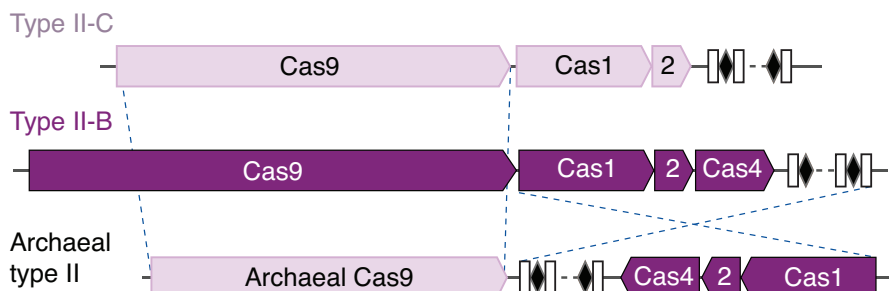 Type II-C
Cas9 Cas1 2
Type II-B
Cas9 Cas1 2 Cas4
Archaeal
type II
Archaeal Cas9 Cas4 2 Cas1